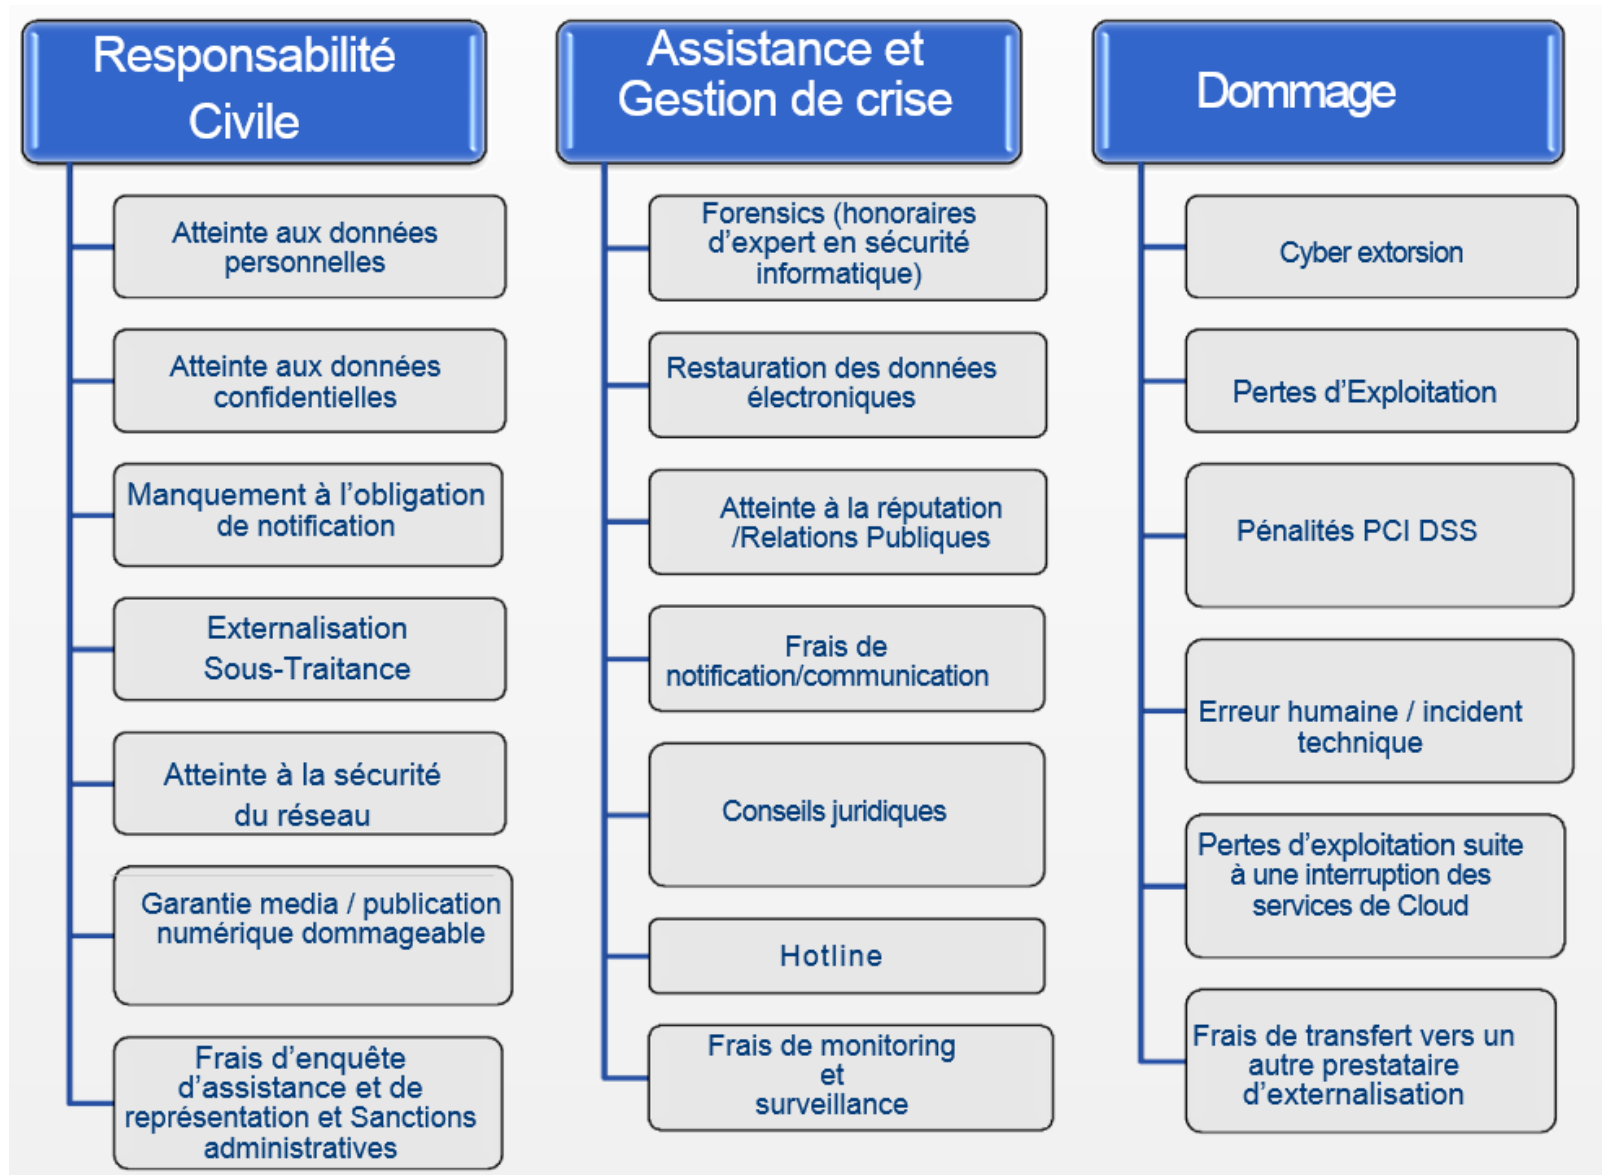 Responsabilité
Civile
Atteinte aux données
personnelles
Atteinte aux données
confidentielles
Manquement à l’obligation
de notification
Externalisation
Sous-Traitance
Atteinte à la sécurité
du réseau
Garantie media / publication
numérique dommageable
Frais d’enquête
d’assistance et de
représentation et Sanctions
administratives
Assistance et
Gestion de crise
Forensics (honoraires
d’expert en sécurité
informatique)
Restauration des données
électroniques
Atteinte à la réputation
/Relations Publiques
Frais de
notification/communication
Conseils juridiques
Hotline
Frais de monitoring
et
surveillance
Dommage
Cyber extorsion
Pertes d’Exploitation
Pénalités PCI DSS
Erreur humaine / incident
technique
Pertes d’exploitation suite
à une interruption des
services de Cloud
Frais de transfert vers un
autre prestataire
d’externalisation